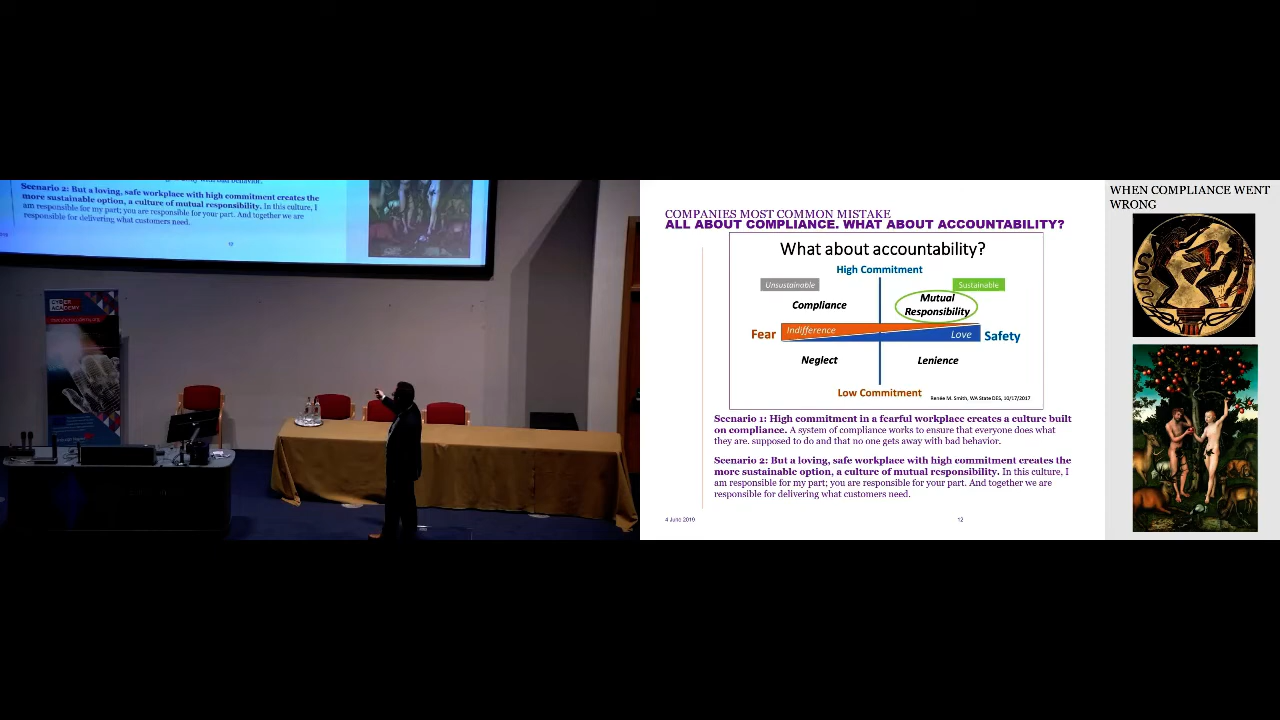 Scenario 2: But a loving, safe workplace with high commitment creates the
more sustainable option, a culture of mutual responsibility. In this culture, I
am responsible for my part; you are responsible for your part. And together we are
responsible for delivering what customers need.
12
COMPANIES MOST COMMON MISTAKE
ALL ABOUT COMPLIANCE. WHAT ABOUT ACCOUNTABILITY?
What about accountability?
High Commitment
Unsustainable
Sustainable
Compliance
Mutual
Responsibility
Fear
Indifference
Love
Safety
Neglect
Lenience
Low Commitment
Renée M. Smith, WA State DES, 10/17/2017
Scenario 1: High commitment in a fearful workplace creates a culture built
on compliance. A system of compliance works to ensure that everyone does what
they are. supposed to do and that no one gets away with bad behavior.
Scenario 2: But a loving, safe workplace with high commitment creates the
more sustainable option, a culture of mutual responsibility. In this culture, I
am responsible for my part; you are responsible for your part. And together we are
responsible for delivering what customers need.
4 June 2019
12
WHEN COMPLIANCE WENT
WRONG